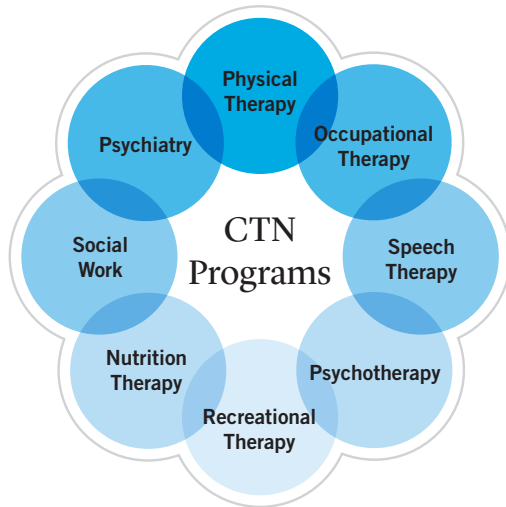 Physical
Therapy
Occupational
Therapy
Speech
Therapy
Psychotherapy
Recreational
Therapy
Nutrition
Therapy
Social
Work
Psychiatry
CTN
Programs